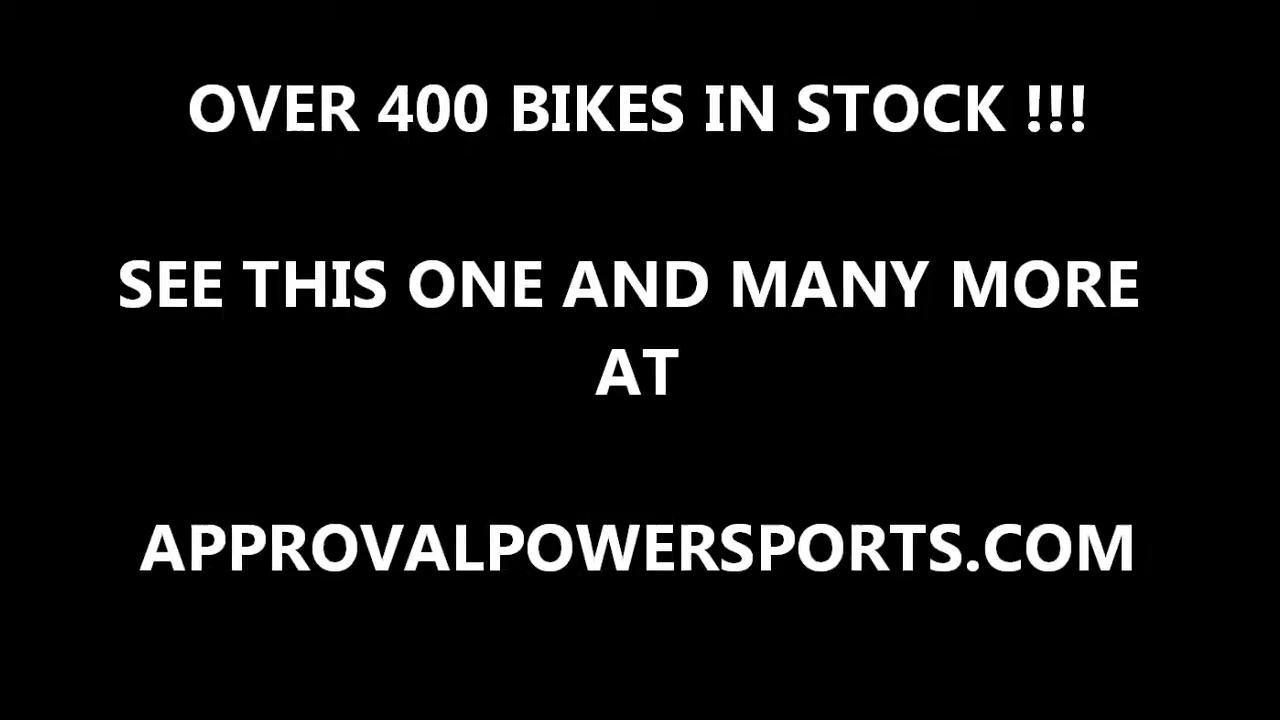 OVER 400 BIKES IN STOCK !!!
SEE THIS ONE AND MANY MORE
AT
APPROVALPOWERSPORTS.COM